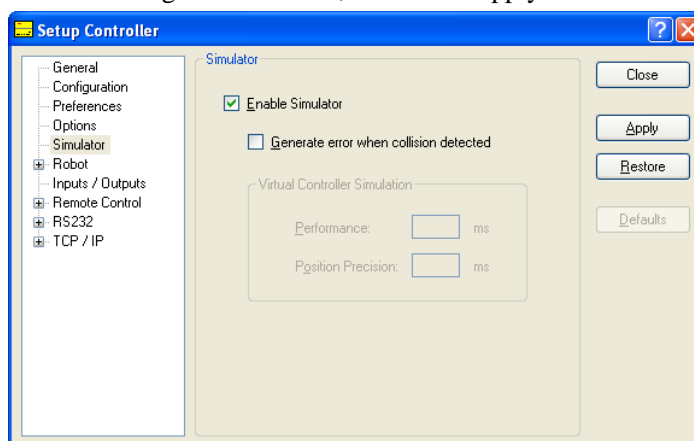 Setup Controller
General
Configuration
Preferences
Options
Simulator
Robot
Inputs / Outputs
Remote Control
RS232
TCP / IP
Simulator
Enable Simulator
Generate error when collision detected
Virtual Controller Simulation
Performance: ms
Position Precision: ms
Close
Apply
Restore
Defaults